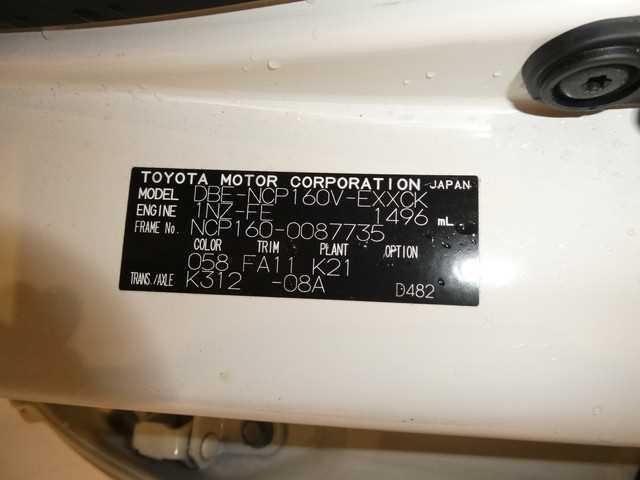 TOYOTA MOTOR CORPORATION JAPAN
MODEL DBE-NCP160V-EXXCK
ENGINE 1NZ-FE 1496 mL
FRAME No. NCP160-0087735
COLOR TRIM PLANT OPTION
058 FA11 K21
TRANS./AXLE K312 -08A D482